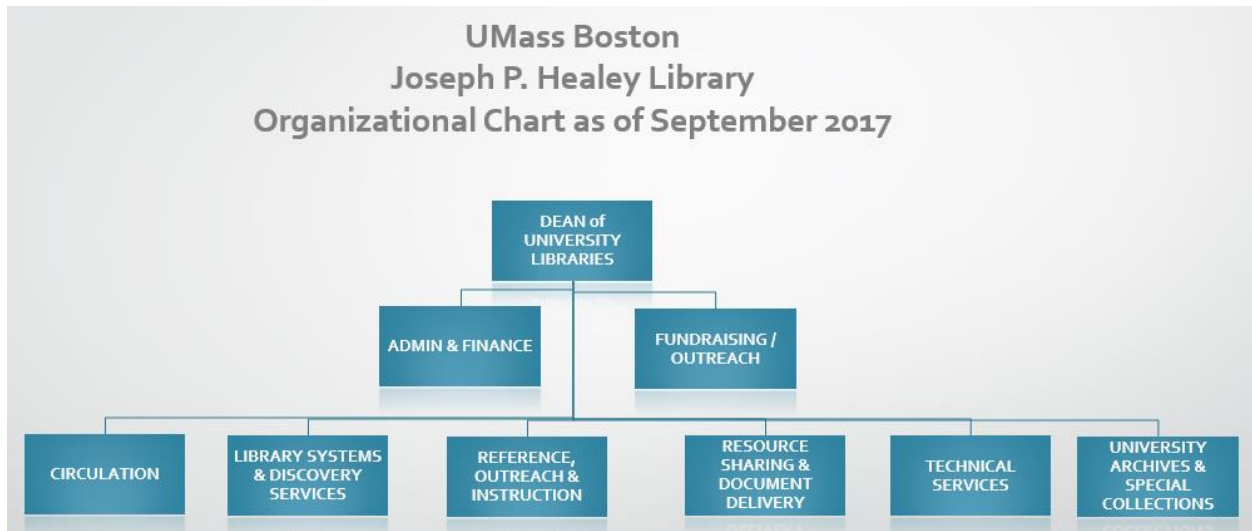 UMass Boston
Joseph P. Healey Library
Organizational Chart as of September 2017
DEAN of
UNIVERSITY
LIBRARIES
ADMIN & FINANCE
FUNDRAISING /
OUTREACH
CIRCULATION
LIBRARY SYSTEMS
& DISCOVERY
SERVICES
REFERENCE,
OUTREACH &
INSTRUCTION
RESOURCE
SHARING &
DOCUMENT
DELIVERY
TECHNICAL
SERVICES
UNIVERSITY
ARCHIVES &
SPECIAL
COLLECTIONS